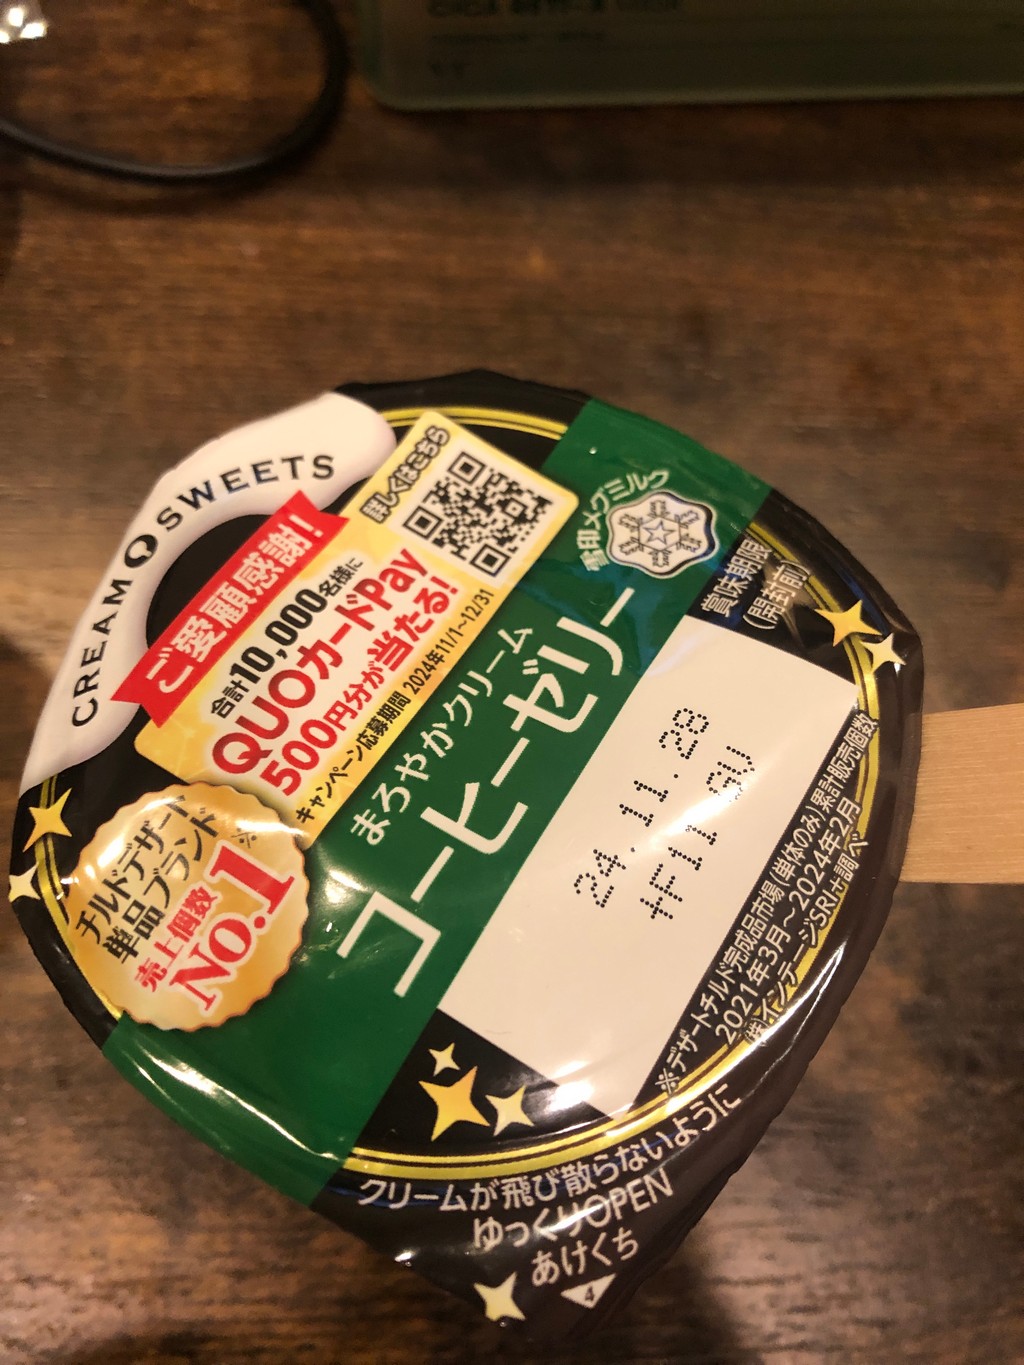 CREAM SWEETS
ご愛願感謝!
詳しくはこちら
合計10,000名様に
QUOカードPay
500円分が当たる!
キャンペーン応募期間 2024年11/1~12/31
雪印メグミルク
まろやかクリーム
コーヒーゼリー
賞味期限
(開封前)
24.11.28
HF11 GU
チルドデザート
単品ブランド※
売上個数
No.1
※デザートチルド完成品市場(単体のみ)累計販売個数
2021年3月~2024年2月
(株)インテージSRI+調べ
クリームが飛び散らないように
ゆっくりOPEN
あけくち
4